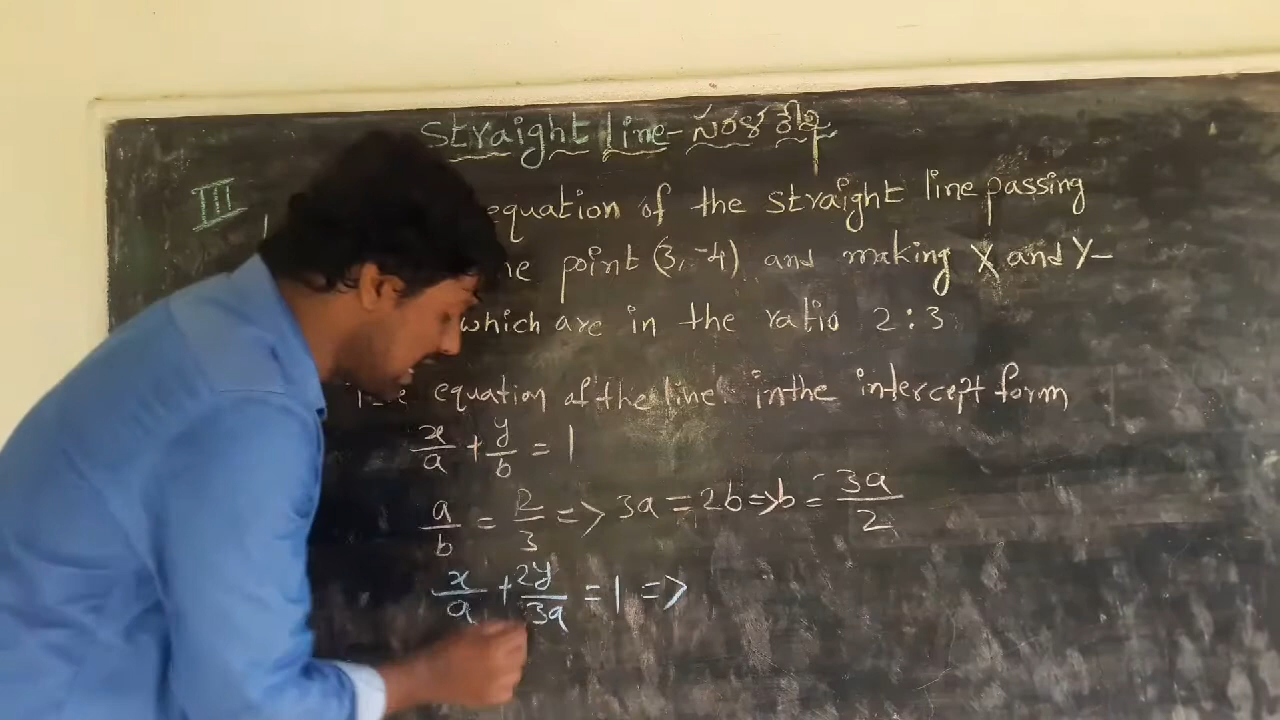 Straight line - ಸರಳ ರೇಖೆ
III equation of the straight line passing
point (3, -4) and making X and Y-
which are in the ratio 2:3
equation of the line in the intercept form
x/a + y/b = 1
a/b = 2/3 => 3a = 2b => b = 3a/2
x/a + 2y/3a = 1 =>